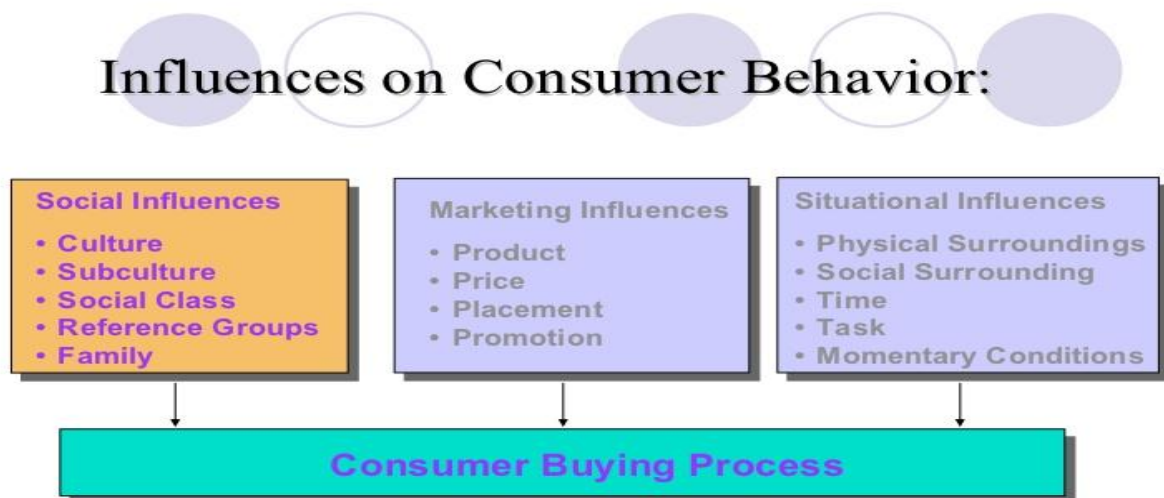 Influences on Consumer Behavior:
Social Influences
• Culture
• Subculture
• Social Class
• Reference Groups
• Family
Marketing Influences
• Product
• Price
• Placement
• Promotion
Situational Influences
• Physical Surroundings
• Social Surrounding
• Time
• Task
• Momentary Conditions
Consumer Buying Process